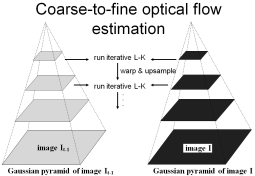 Coarse-to-fine optical flow
estimation
run iterative L-K
warp & upsample
run iterative L-K
.
.
.
image It-1
image I
Gaussian pyramid of image It-1
Gaussian pyramid of image I